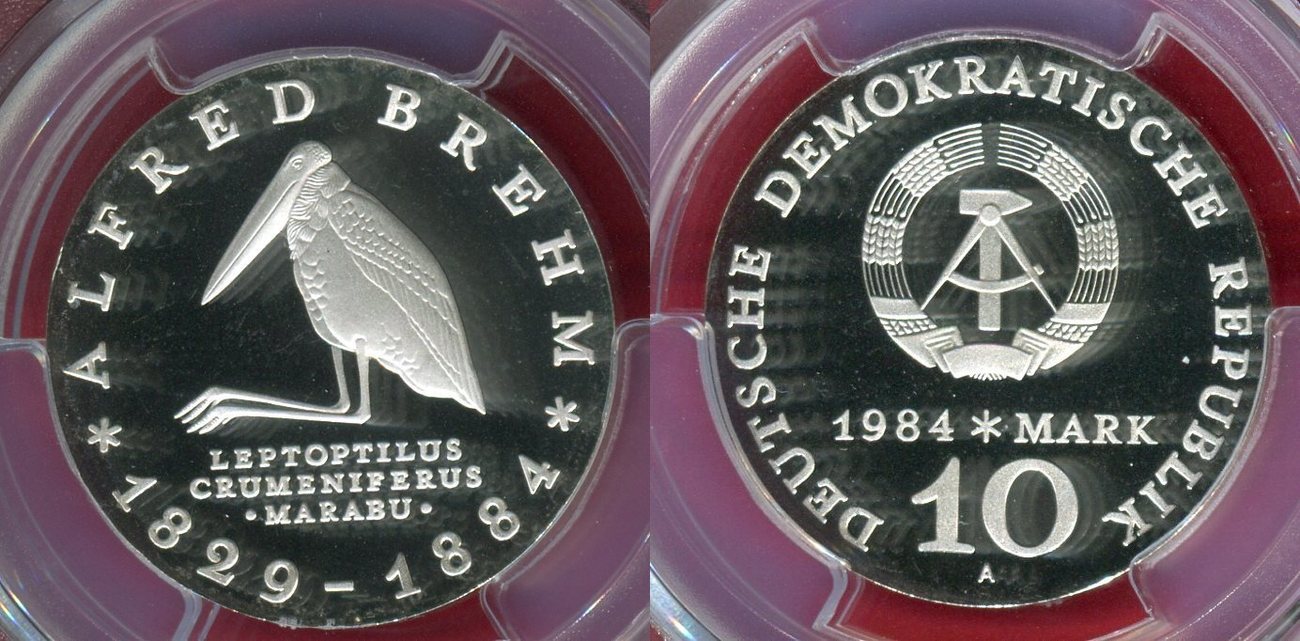 * ALFRED BREHM *
LEPTOPTILUS
CRUMENIFERUS
• MARABU •
1829 – 1884
DEUTSCHE DEMOKRATISCHE REPUBLIK
1984 * MARK
10
A